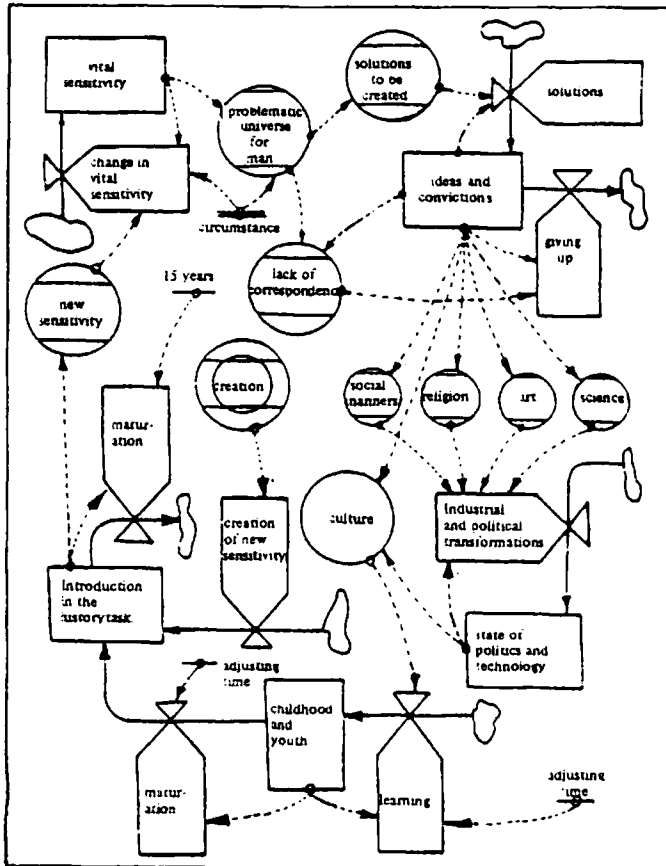 vital
sensitivity
solutions
to be
created
solutions
problematic
universe
for
man
change in
vital
sensitivity
ideas and
convictions
circumstance
giving
up
lack of
correspondenc
15 years
new
sensitivity
creation
social
manners
religion
art
science
matur-
ation
culture
Industrial
and political
transformations
creation
of new
sensitivity
Introduction
in the
history task
state of
politics and
technology
adjusting
time
childhood
and
youth
matur-
ation
learning
adjusting
time